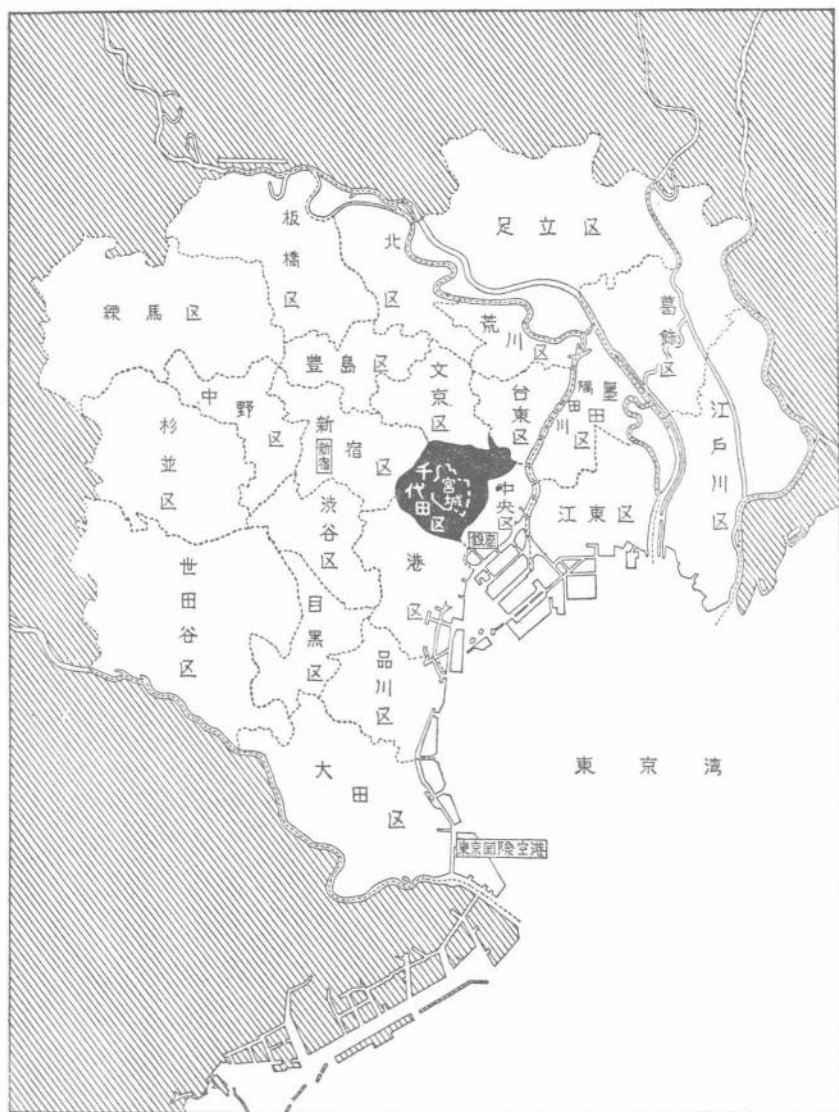 足立区
板橋区
北区
練馬区
葛飾区
荒川区
豊島区
文京区
台東区
墨田区
隅田川
江戸川区
中野区
杉並区
新宿区
新宿
千代田区
宮城
中央区
江東区
渋谷区
銀座
港区
世田谷区
目黒区
品川区
大田区
東京湾
東京国際空港